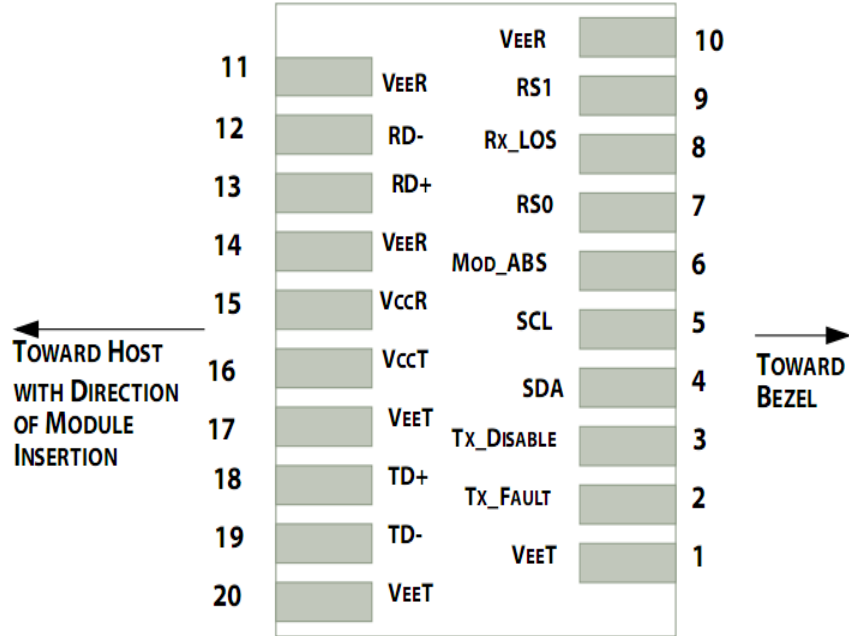 VEER 10
11 VEER
RS1 9
12 RD-
RX_LOS 8
13 RD+
RS0 7
14 VEER
MOD_ABS 6
15 VCCR
SCL 5
TOWARD HOST
WITH DIRECTION
OF MODULE
INSERTION
TOWARD
BEZEL
16 VCCT
SDA 4
17 VEET
TX_DISABLE 3
18 TD+
TX_FAULT 2
19 TD-
VEET 1
20 VEET